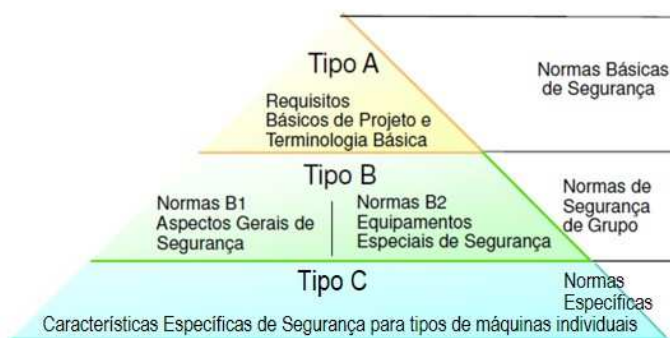 Tipo A
Requisitos
Básicos de Projeto e
Terminologia Básica
Normas Básicas
de Segurança
Tipo B
Normas B1
Aspectos Gerais de
Segurança
Normas B2
Equipamentos
Especiais de Segurança
Normas de
Segurança
de Grupo
Tipo C
Características Específicas de Segurança para tipos de máquinas individuais
Normas
Específicas